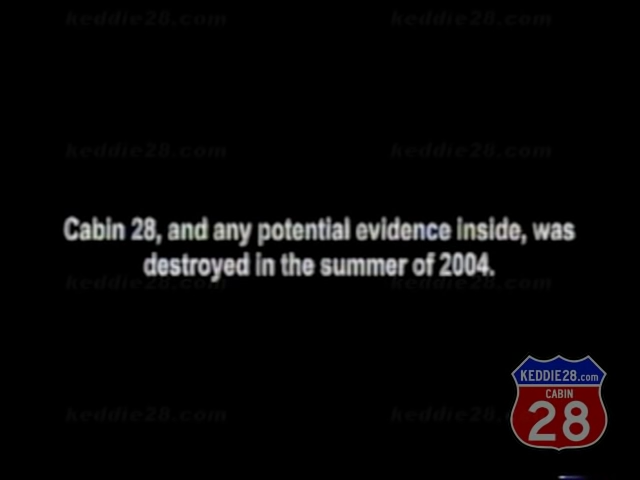 keddie28.com keddie28.com
keddie28.com keddie28.com
Cabin 28, and any potential evidence inside, was
destroyed in the summer of 2004.
keddie28.com keddie28.com
KEDDIE28.com
CABIN
28
keddie28.com keddie28.com